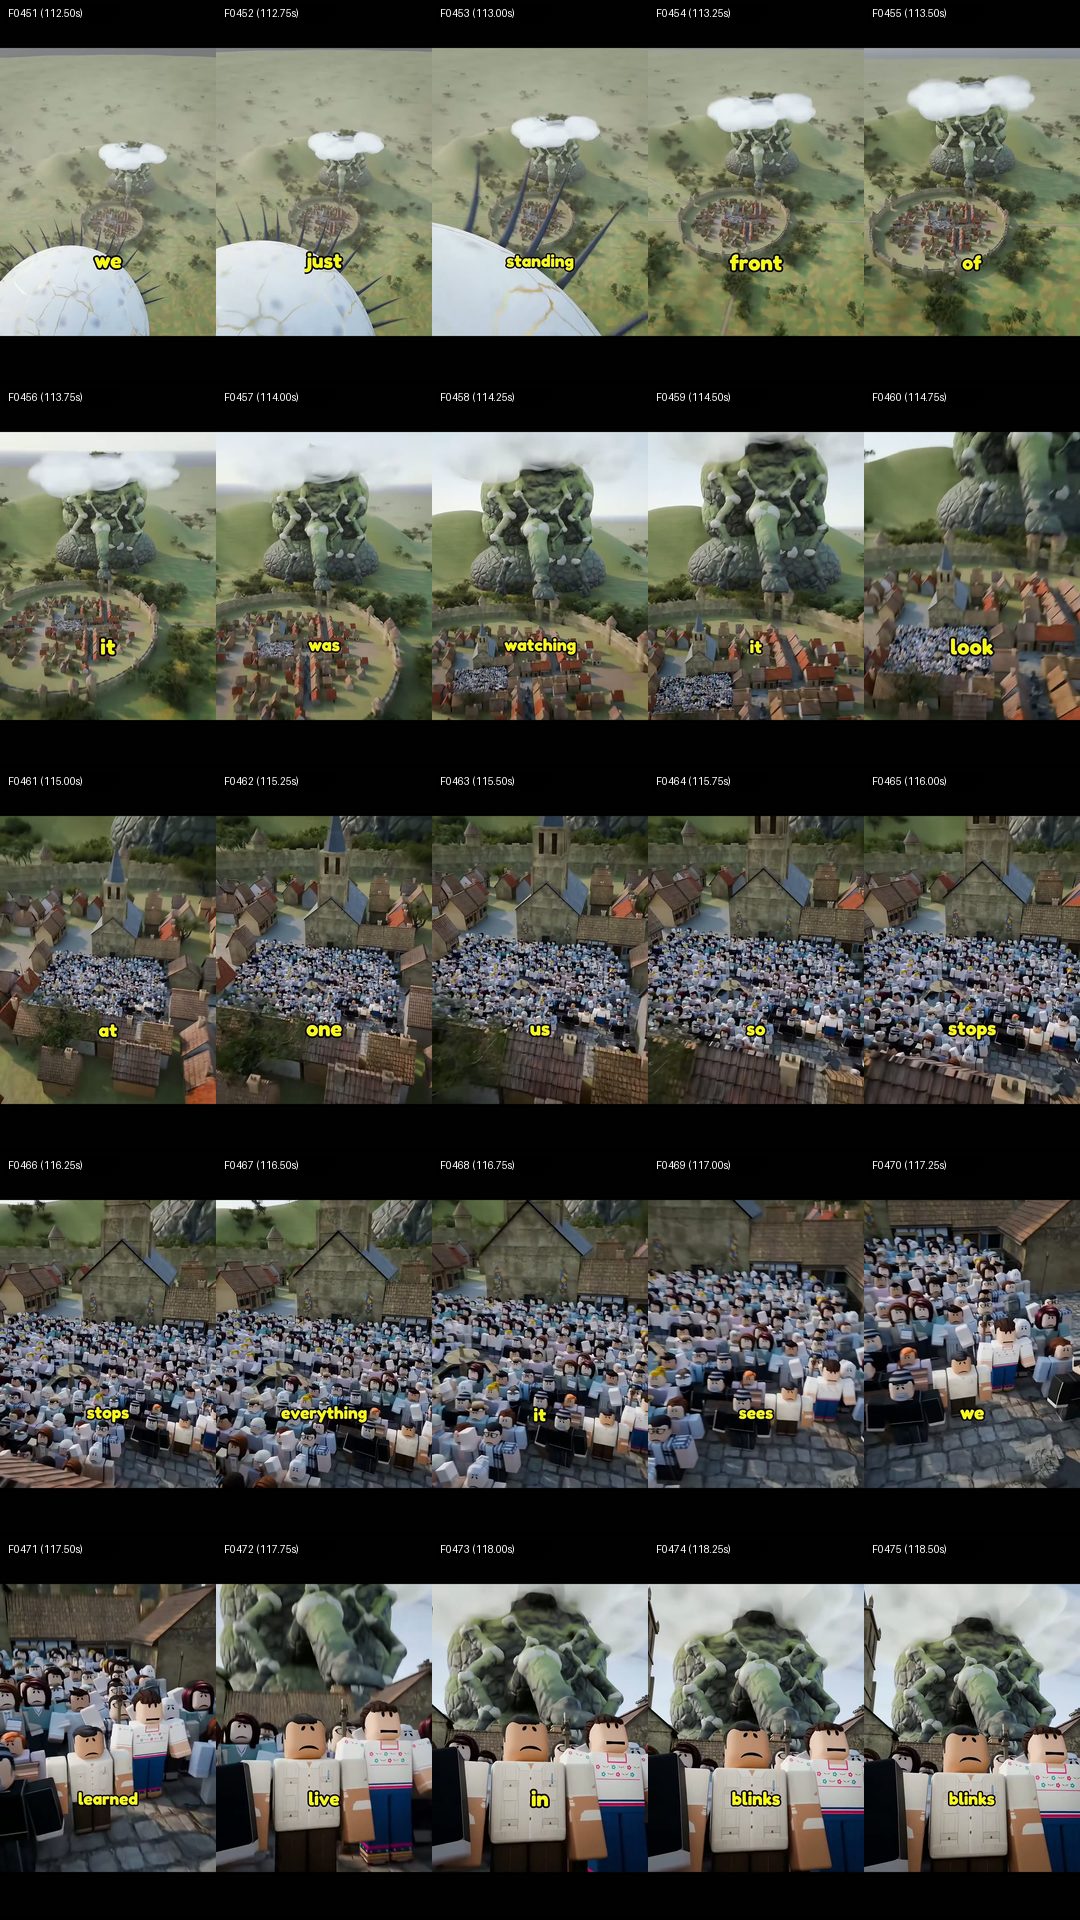 F0451 (112.50s)
F0452 (112.75s)
F0453 (113.00s)
F0454 (113.25s)
F0455 (113.50s)
we
just
standing
front
of
F0456 (113.75s)
F0457 (114.00s)
F0458 (114.25s)
F0459 (114.50s)
F0460 (114.75s)
it
was
watching
it
look
F0461 (115.00s)
F0462 (115.25s)
F0463 (115.50s)
F0464 (115.75s)
F0465 (116.00s)
at
one
us
so
stops
F0466 (116.25s)
F0467 (116.50s)
F0468 (116.75s)
F0469 (117.00s)
F0470 (117.25s)
stops
everything
it
sees
we
F0471 (117.50s)
F0472 (117.75s)
F0473 (118.00s)
F0474 (118.25s)
F0475 (118.50s)
learned
live
in
blinks
blinks